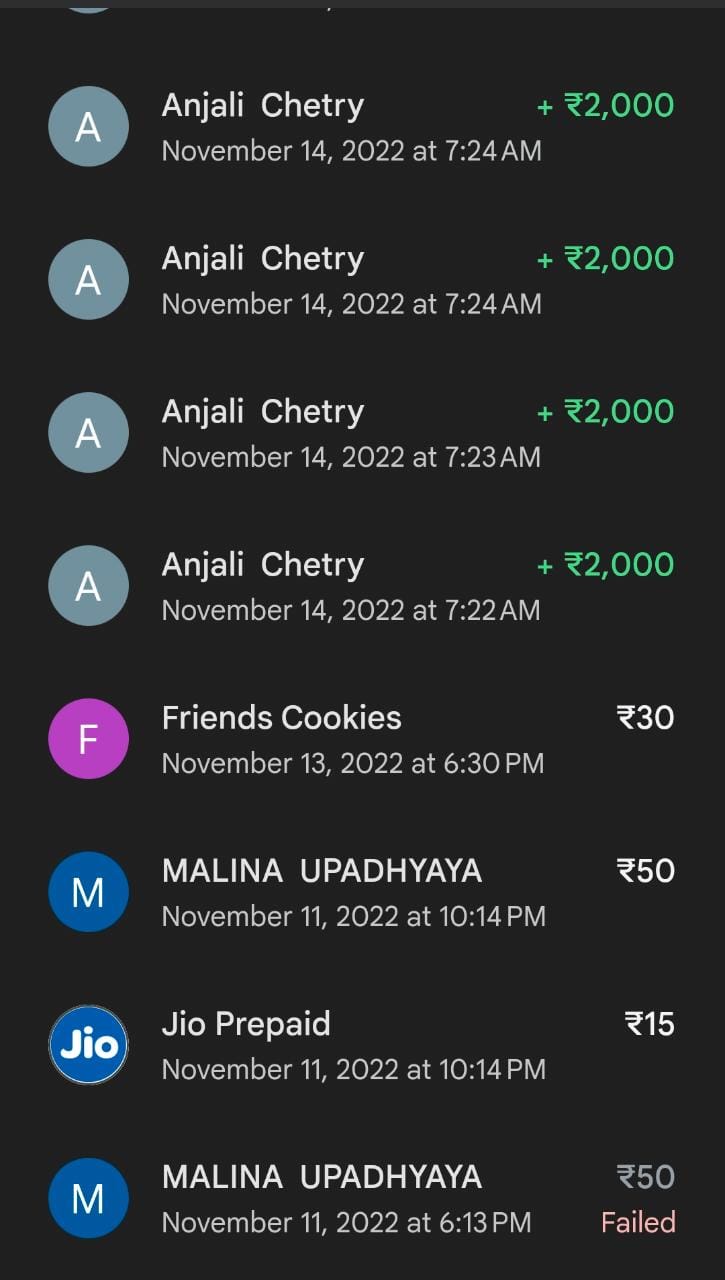 A
Anjali Chetry + ₹2,000
November 14, 2022 at 7:24 AM
A
Anjali Chetry + ₹2,000
November 14, 2022 at 7:24 AM
A
Anjali Chetry + ₹2,000
November 14, 2022 at 7:23 AM
A
Anjali Chetry + ₹2,000
November 14, 2022 at 7:22 AM
F
Friends Cookies ₹30
November 13, 2022 at 6:30 PM
M
MALINA UPADHYAYA ₹50
November 11, 2022 at 10:14 PM
Jio
Jio Prepaid ₹15
November 11, 2022 at 10:14 PM
M
MALINA UPADHYAYA ₹50
November 11, 2022 at 6:13 PM Failed